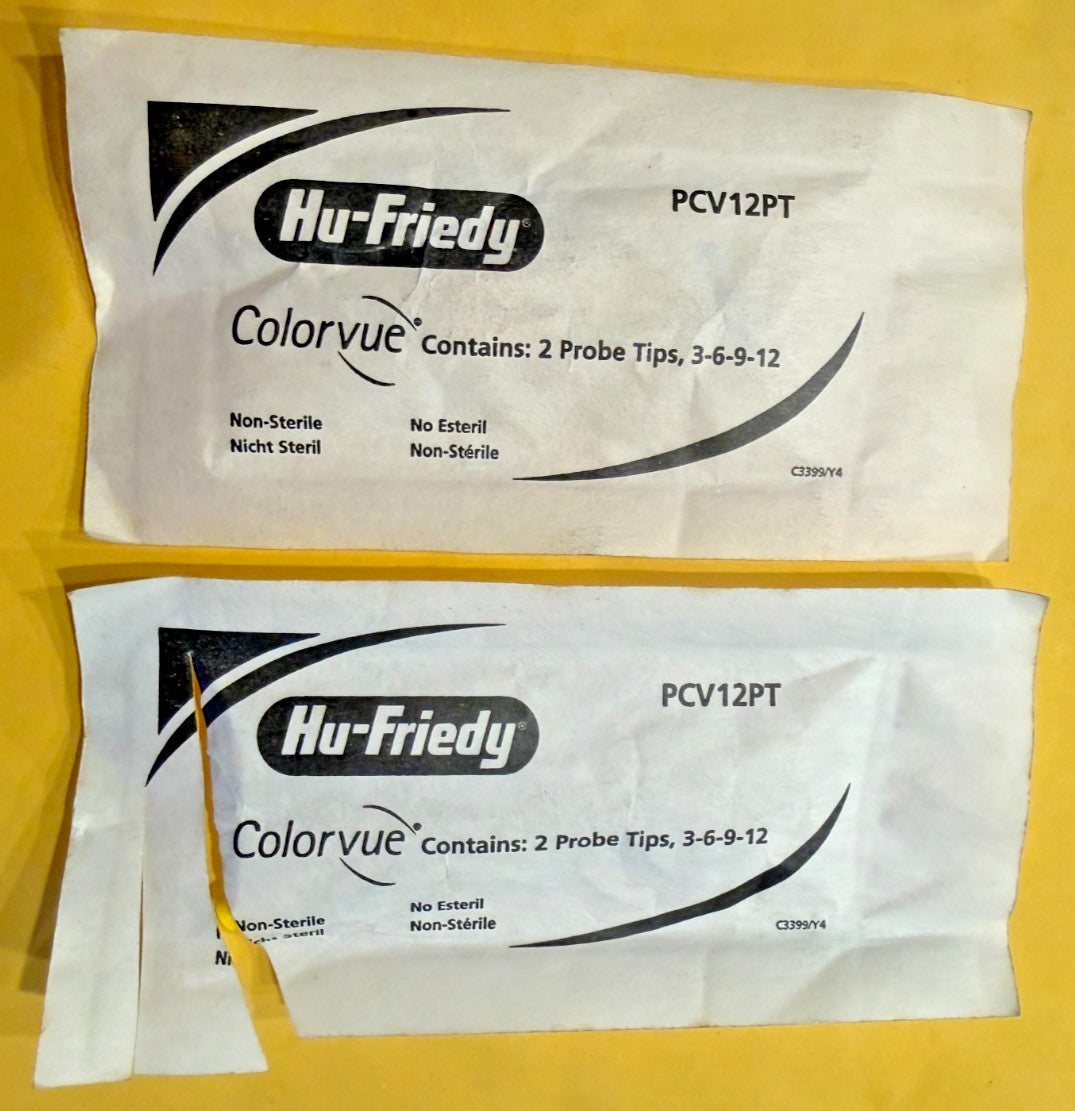 Hu-Friedy®
PCV12PT
Colorvue® Contains: 2 Probe Tips, 3-6-9-12
Non-Sterile No Esteril
Nicht Steril Non-Stérile
C3399/Y4
Hu-Friedy®
PCV12PT
Colorvue® Contains: 2 Probe Tips, 3-6-9-12
Non-Sterile No Esteril
Steril Non-Stérile
C3399/Y4